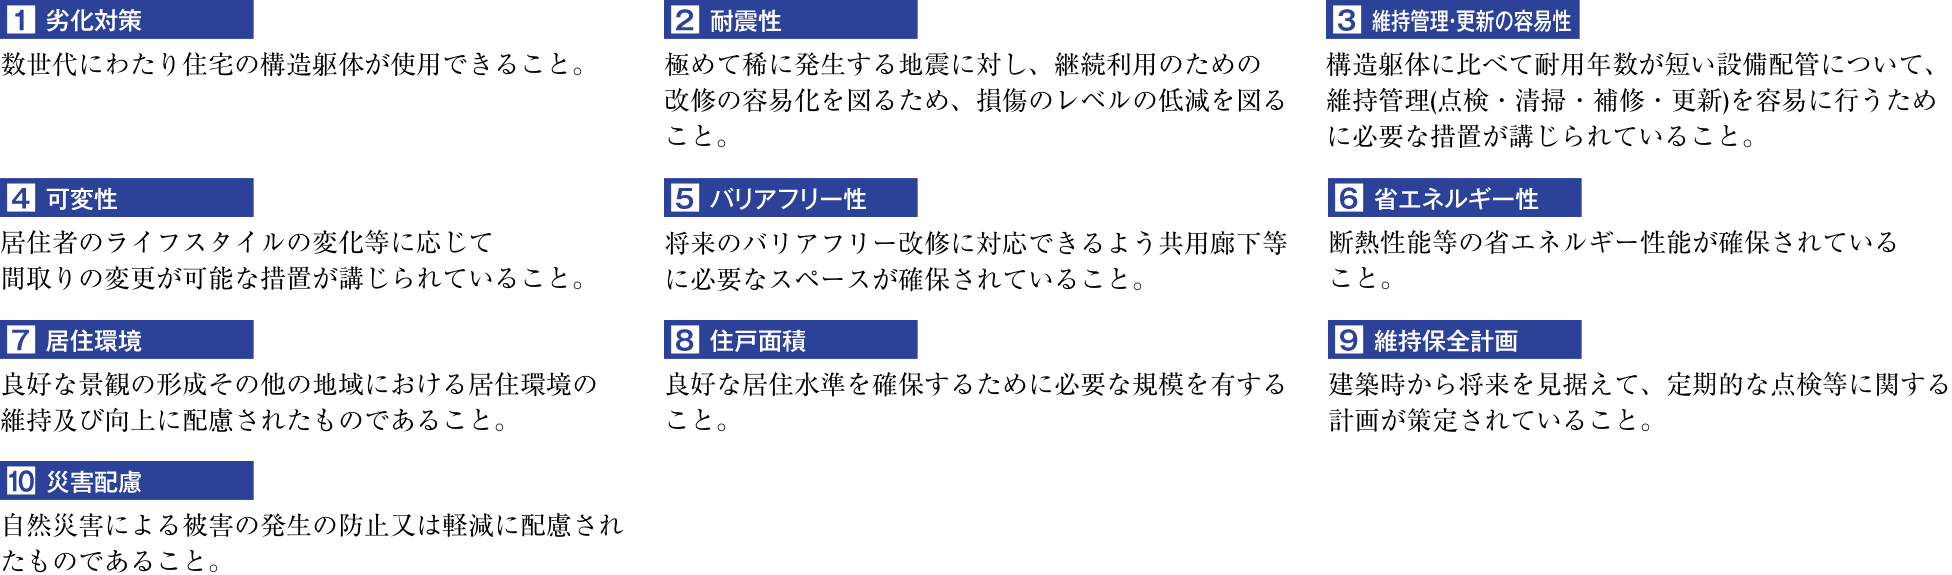 1 劣化対策
数世代にわたり住宅の構造躯体が使用できること。
2 耐震性
極めて稀に発生する地震に対し、継続利用のための
改修の容易化を図るため、損傷のレベルの低減を図る
こと。
3 維持管理・更新の容易性
構造躯体に比べて耐用年数が短い設備配管について、
維持管理(点検・清掃・補修・更新)を容易に行うため
に必要な措置が講じられていること。
4 可変性
居住者のライフスタイルの変化等に応じて
間取りの変更が可能な措置が講じられていること。
5 バリアフリー性
将来のバリアフリー改修に対応できるよう共用廊下等
に必要なスペースが確保されていること。
6 省エネルギー性
断熱性能等の省エネルギー性能が確保されている
こと。
7 居住環境
良好な景観の形成その他の地域における居住環境の
維持及び向上に配慮されたものであること。
8 住戸面積
良好な居住水準を確保するために必要な規模を有する
こと。
9 維持保全計画
建築時から将来を見据えて、定期的な点検等に関する
計画が策定されていること。
10 災害配慮
自然災害による被害の発生の防止又は軽減に配慮され
たものであること。